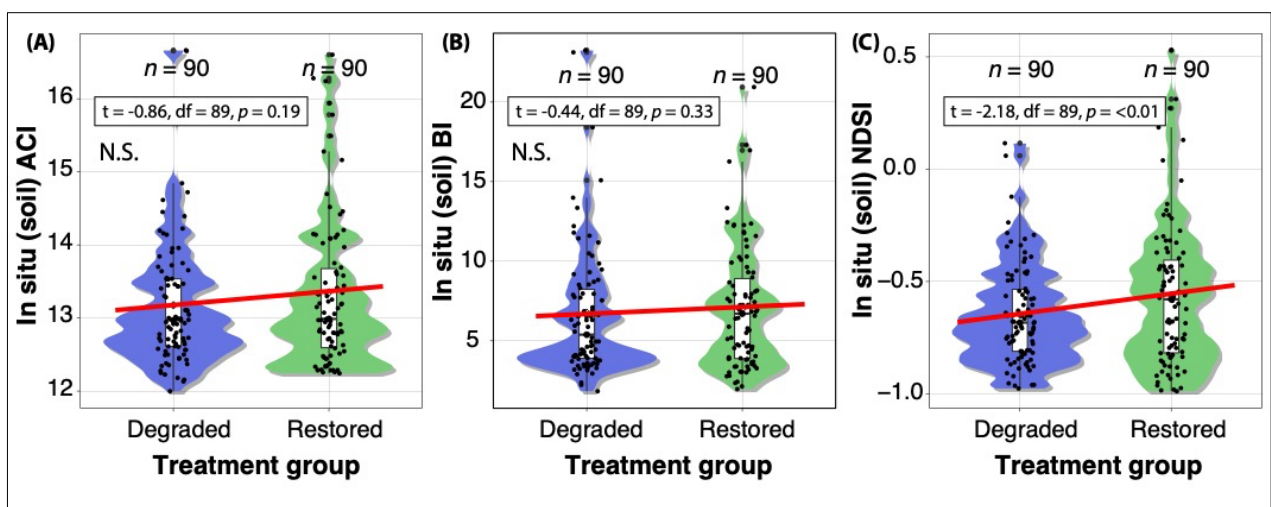 (A)
In situ (soil) ACI
16
15
14
13
12
n = 90
n = 90
t = -0.86, df = 89, p = 0.19
N.S.
Degraded
Restored
Treatment group
(B)
In situ (soil) BI
20
15
10
5
n = 90
n = 90
t = -0.44, df = 89, p = 0.33
N.S.
Degraded
Restored
Treatment group
(C)
In situ (soil) NDSI
0.5
0.0
−0.5
−1.0
n = 90
n = 90
t = -2.18, df = 89, p = <0.01
Degraded
Restored
Treatment group